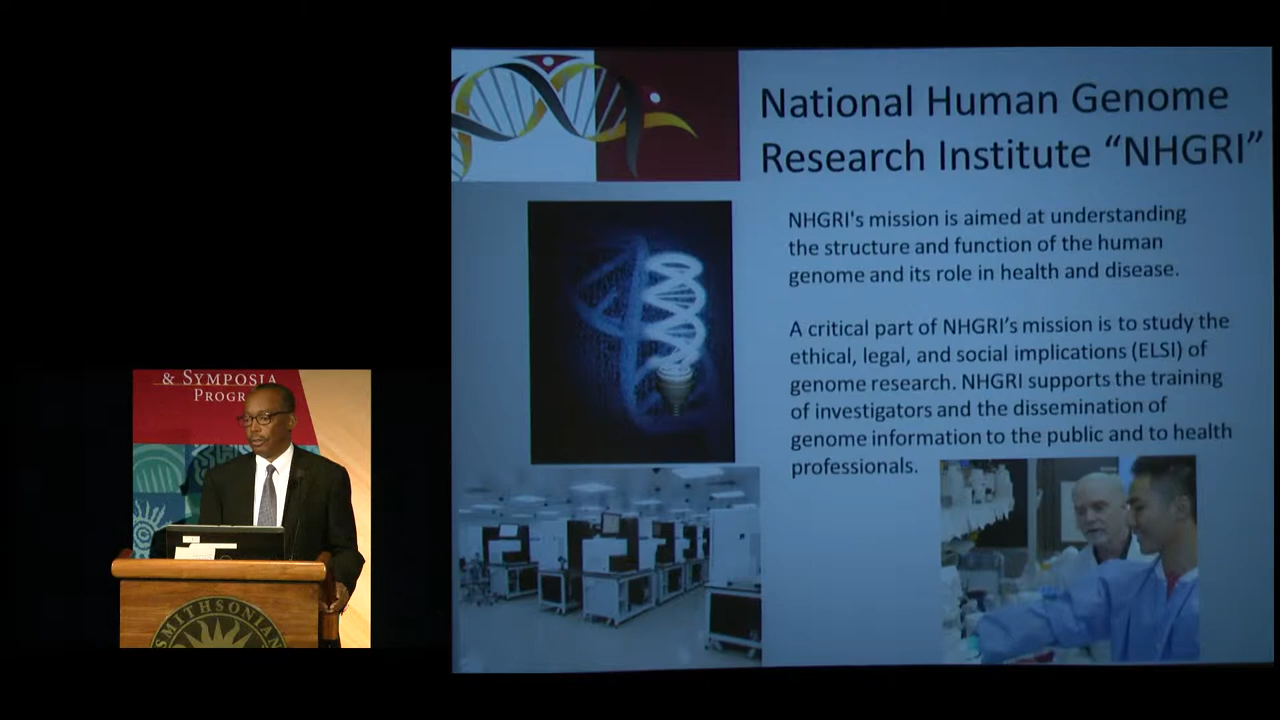 National Human Genome
Research Institute “NHGRI”
NHGRI's mission is aimed at understanding
the structure and function of the human
genome and its role in health and disease.
A critical part of NHGRI’s mission is to study the
ethical, legal, and social implications (ELSI) of
genome research. NHGRI supports the training
of investigators and the dissemination of
genome information to the public and to health
professionals.
& SYMPOSIA
PROGR
SMITHSONIAN